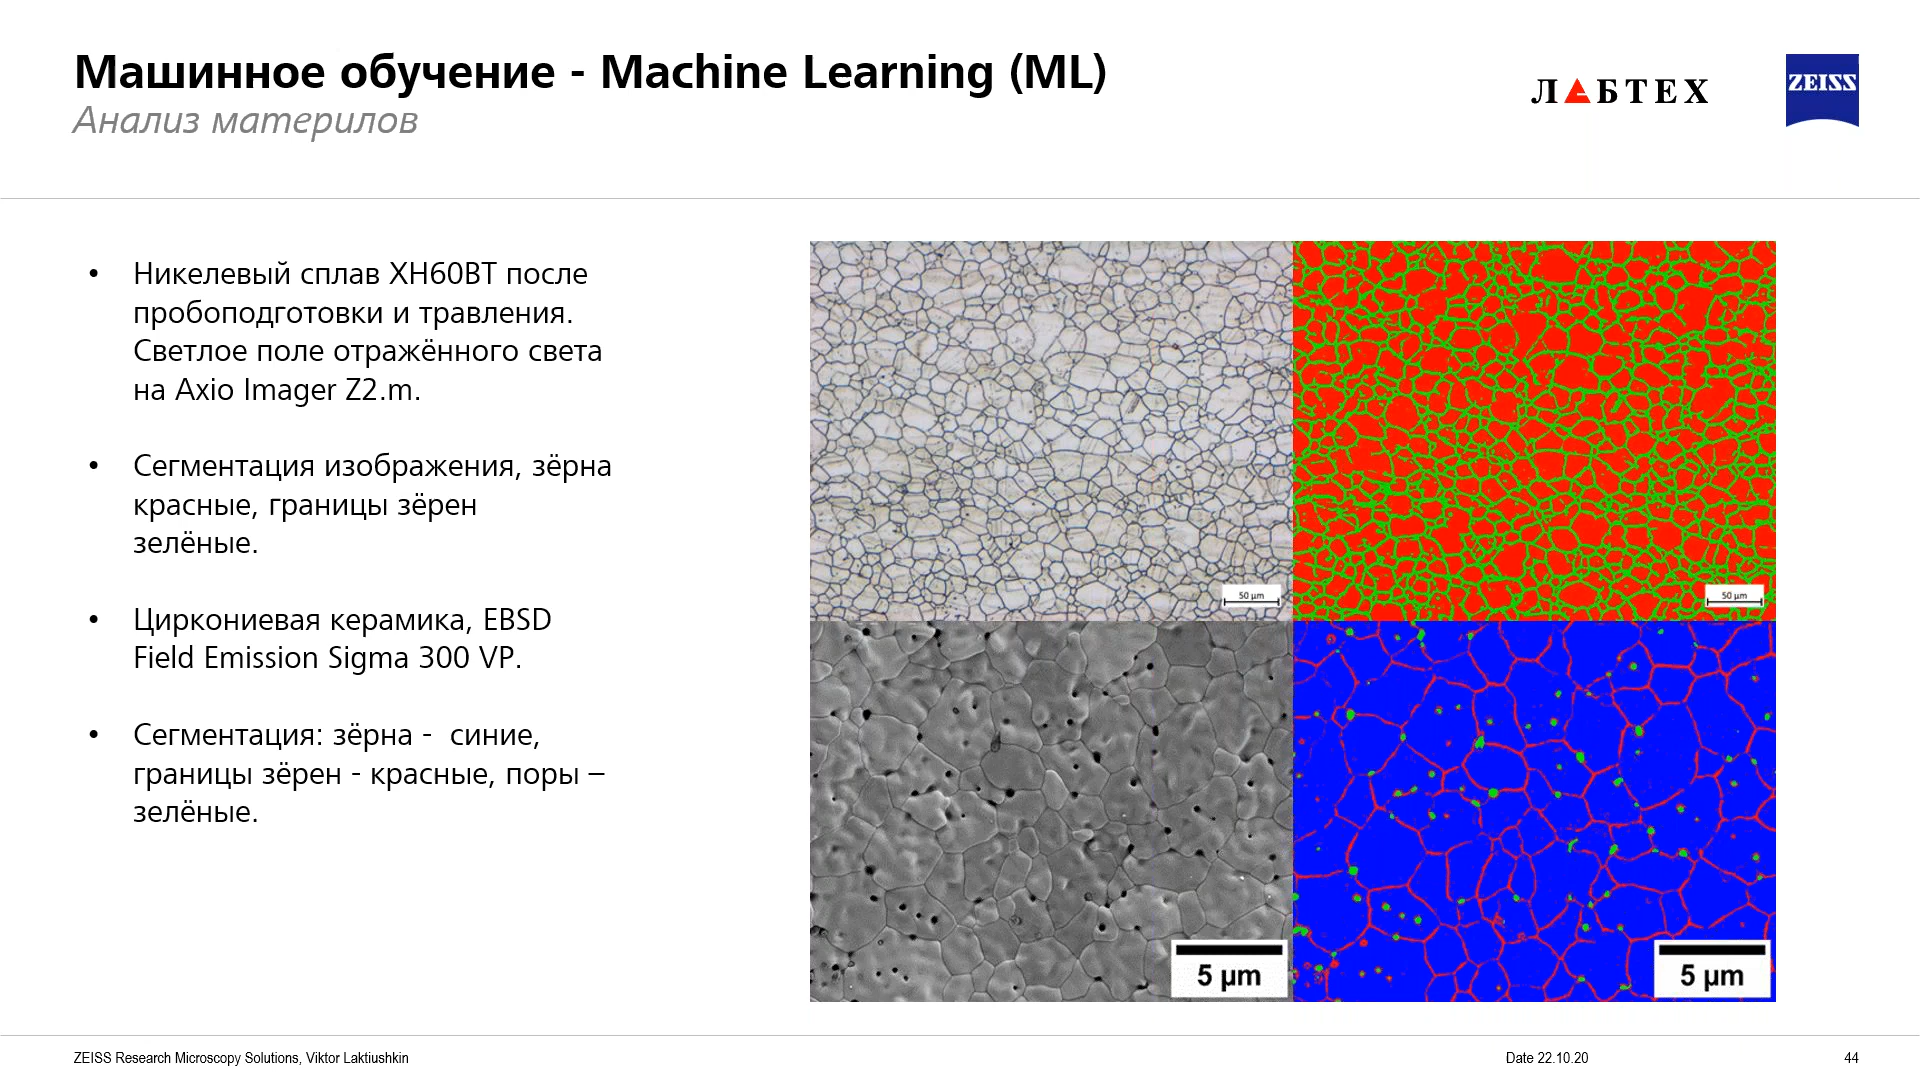 Машинное обучение - Machine Learning (ML)
Анализ материлов
ЛАБТЕХ
ZEISS
Никелевый сплав ХН60ВТ после
пробоподготовки и травления.
Светлое поле отражённого света
на Axio Imager Z2.m.
Сегментация изображения, зёрна
красные, границы зёрен
зелёные.
Циркониевая керамика, EBSD
Field Emission Sigma 300 VP.
Сегментация: зёрна -  синие,
границы зёрен - красные, поры –
зелёные.
50 µm
50 µm
5 µm
5 µm
ZEISS Research Microscopy Solutions, Viktor Laktiushkin
Date 22.10.20
44